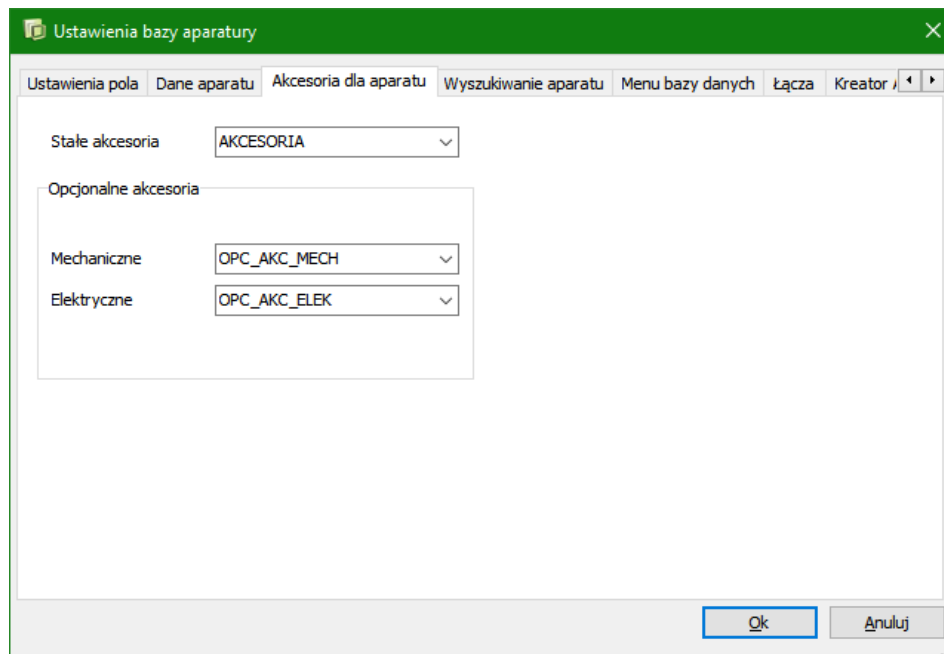 Ustawienia bazy aparatury
Ustawienia pola Dane aparatu Akcesoria dla aparatu Wyszukiwanie aparatu Menu bazy danych Łącza Kreator
Stałe akcesoria AKCESORIA
Opcjonalne akcesoria
Mechaniczne OPC_AKC_MECH
Elektryczne OPC_AKC_ELEK
Ok Anuluj